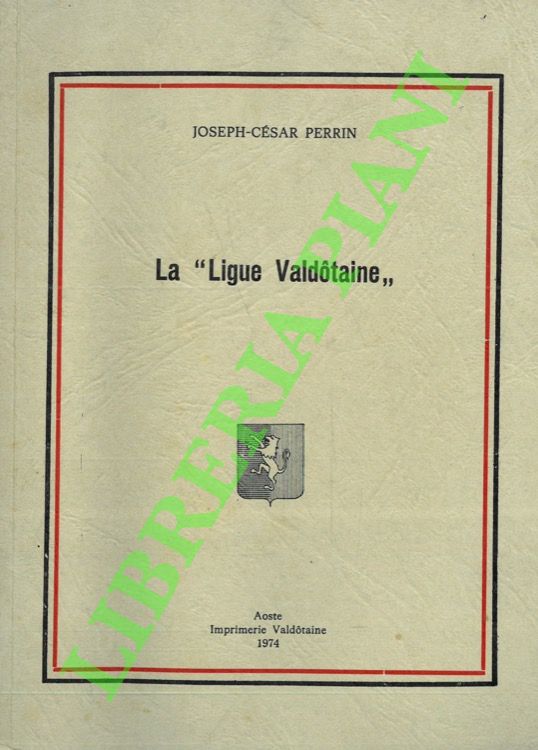 JOSEPH-CÉSAR PERRIN
La “Ligue Valdôtaine„
LIBRERIA PIANI
Aoste
Imprimerie Valdôtaine
1974